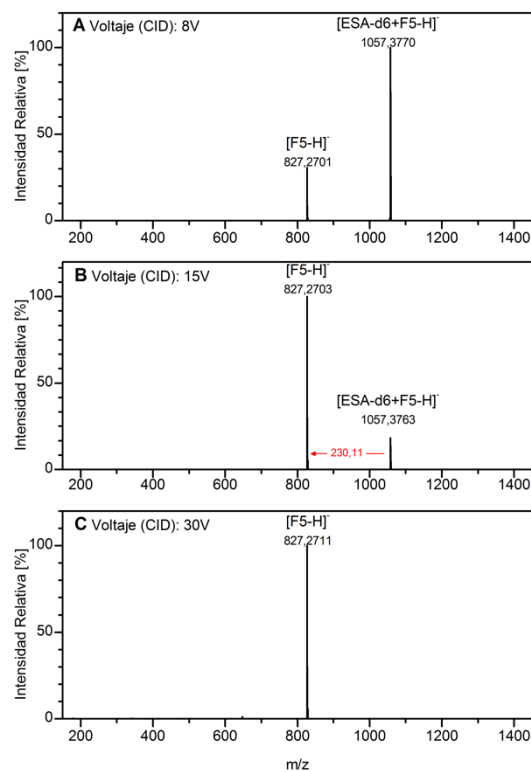 A Voltaje (CID): 8V
[ESA-d6+F5-H]⁻
1057,3770
[F5-H]⁻
827,2701
Intensidad Relativa [%]
100
50
0
200 400 600 800 1000 1200 1400
B Voltaje (CID): 15V
[F5-H]⁻
827,2703
[ESA-d6+F5-H]⁻
1057,3763
230,11
Intensidad Relativa [%]
100
50
0
200 400 600 800 1000 1200 1400
C Voltaje (CID): 30V
[F5-H]⁻
827,2711
Intensidad Relativa [%]
100
50
0
200 400 600 800 1000 1200 1400
m/z